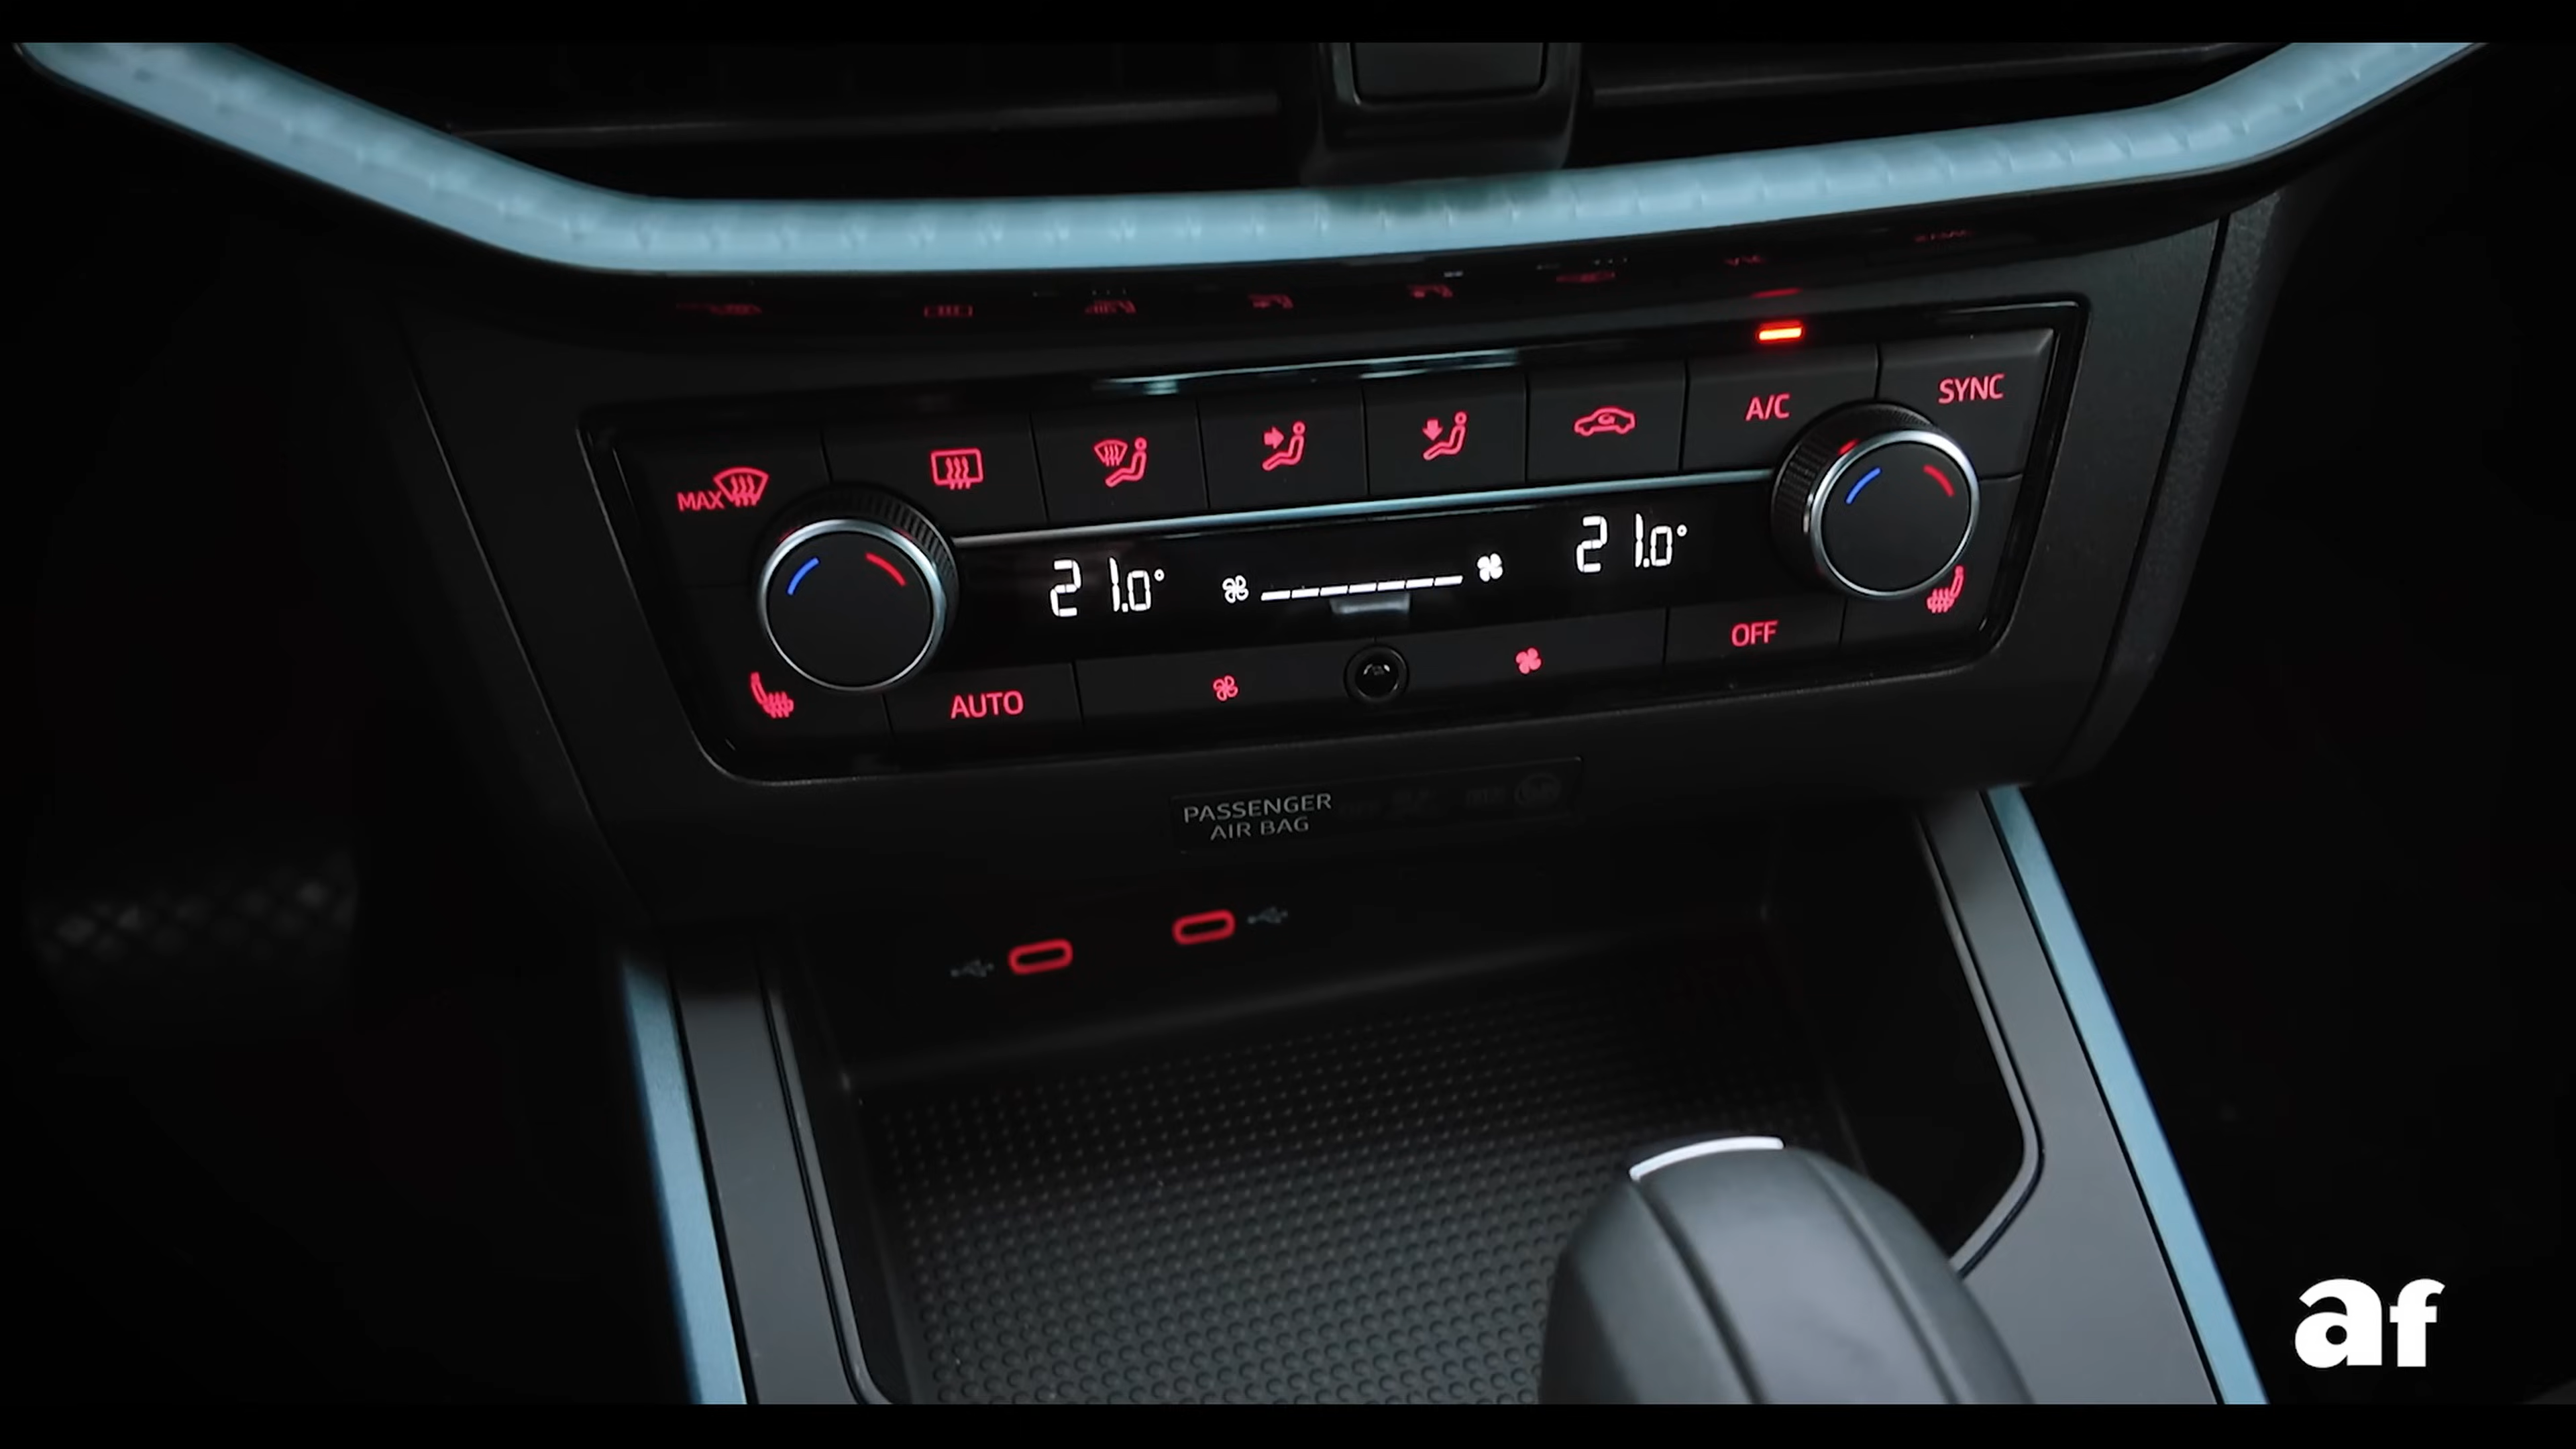 A/C
SYNC
MAX
21.0°
21.0°
OFF
AUTO
PASSENGER
AIR BAG
af